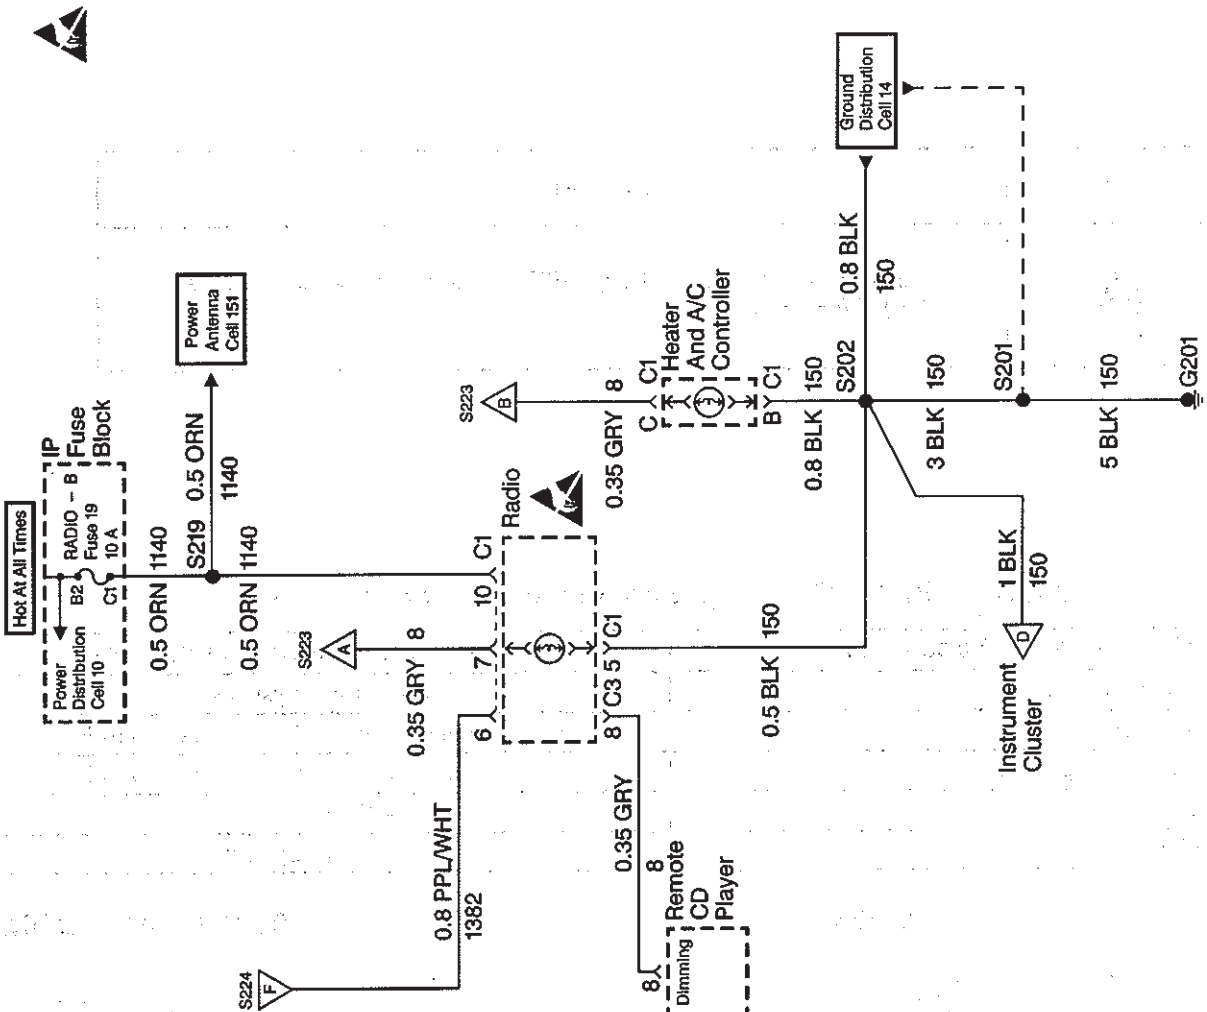 Hot At All Times
IP
Fuse
Block
RADIO – B
Fuse 19
10 A
B2
C1
Power
Distribution
Cell 10
0.5 ORN
1140
S219
0.5 ORN
1140
Power
Antenna
Cell 151
0.5 ORN
1140
S223
A
0.35 GRY
8
S224
F
0.8 PPL/WHT
1382
6
7
10
C1
Radio
8
C3
5
C1
0.35 GRY
8
8
Dimming
Remote
CD
Player
0.5 BLK
150
S223
B
0.35 GRY
8
C
C1
Heater
And A/C
Controller
B
C1
0.8 BLK
150
S202
0.8 BLK
150
Ground
Distribution
Cell 14
3 BLK
150
S201
1 BLK
150
D
Instrument
Cluster
5 BLK
150
G201